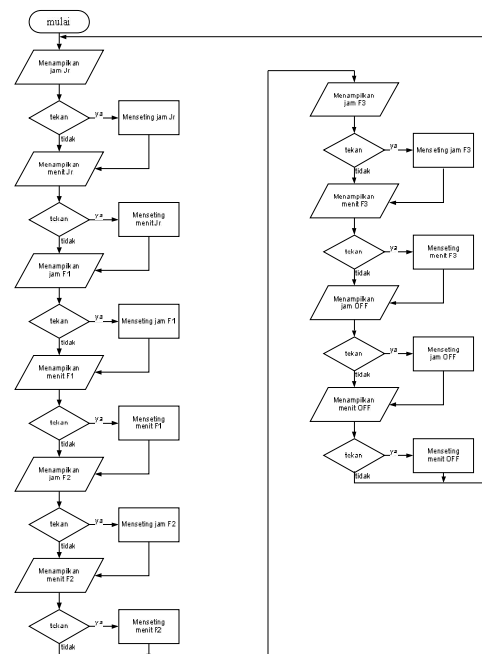 mulai
Menampilkan
jam Jr
tekan
ya
Menseting jam Jr
tidak
Menampilkan
menit Jr
tekan
ya
Menseting
menit Jr
tidak
Menampilkan
jam F1
tekan
ya
Menseting jam F1
tidak
Menampilkan
menit F1
tekan
ya
Menseting
menit F1
tidak
Menampilkan
jam F2
tekan
ya
Menseting jam F2
tidak
Menampilkan
menit F2
tekan
ya
Menseting
menit F2
tidak
Menampilkan
jam F3
tekan
ya
Menseting jam F3
tidak
Menampilkan
menit F3
tekan
ya
Menseting
menit F3
tidak
Menampilkan
jam OFF
tekan
ya
Menseting
jam OFF
tidak
Menampilkan
menit OFF
tekan
ya
Menseting
menit OFF
tidak